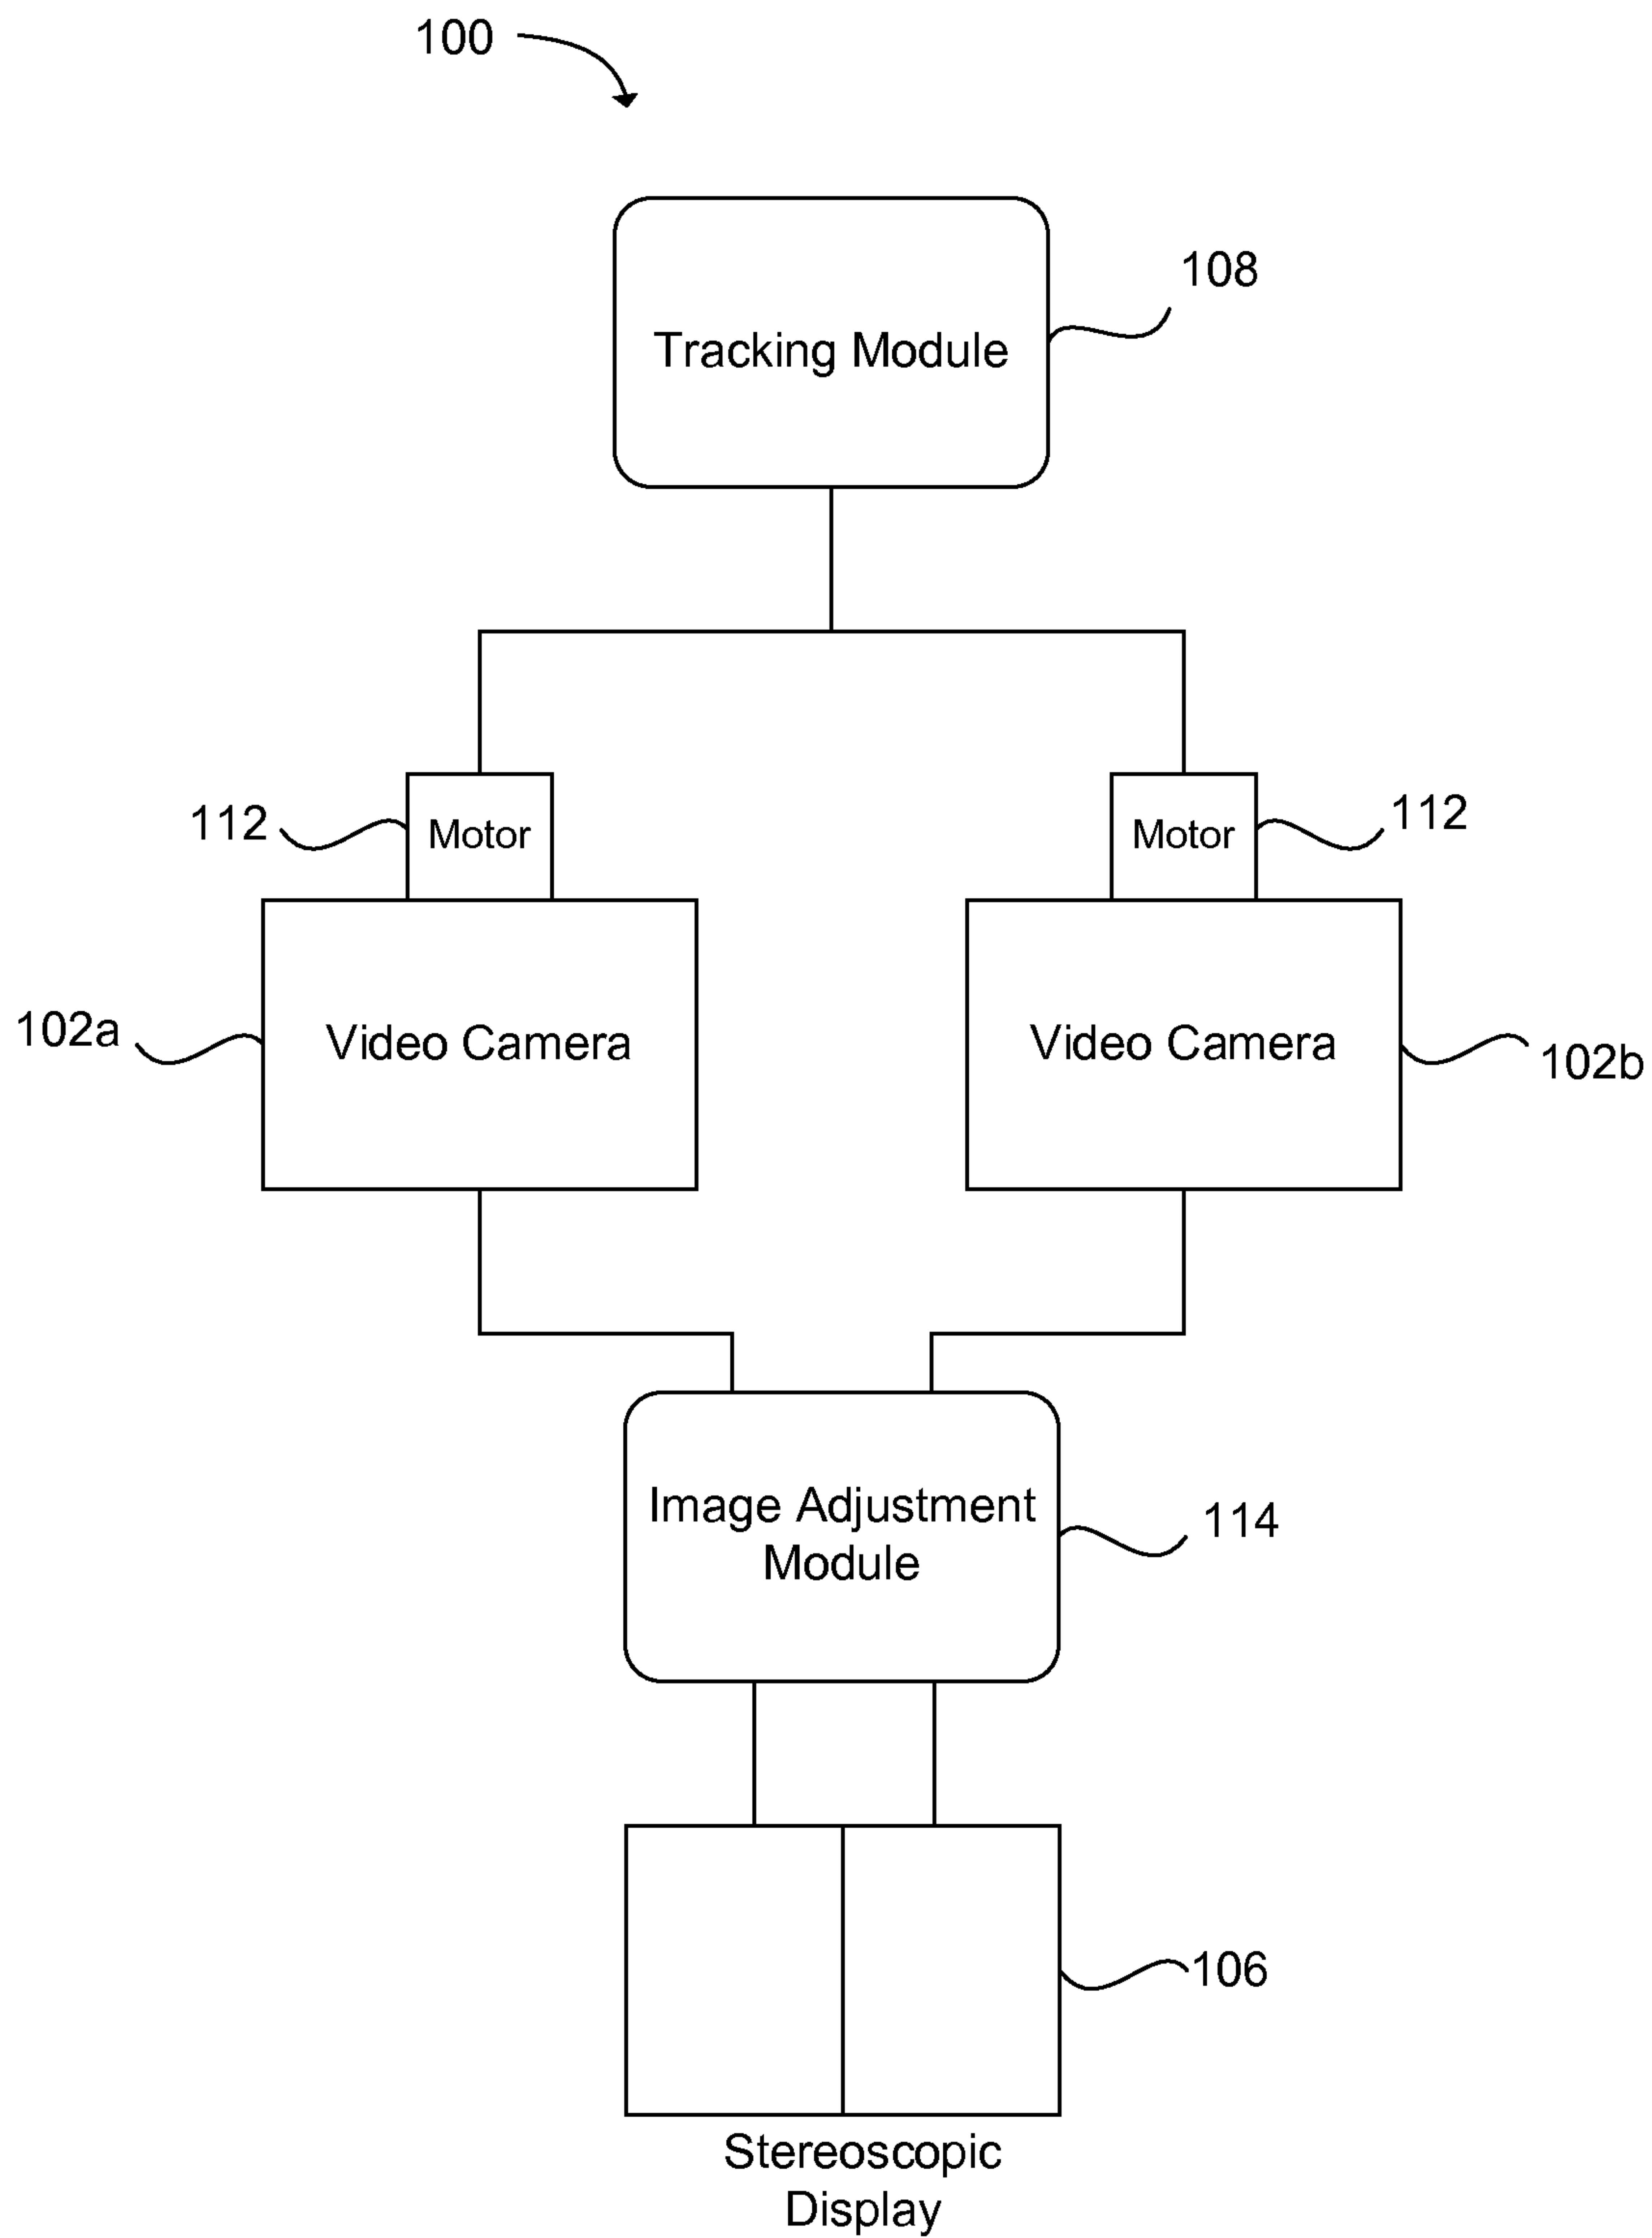 100
108
Tracking Module
112
Motor
Motor
112
102a
Video Camera
Video Camera
102b
Image Adjustment
Module
114
106
Stereoscopic
Display